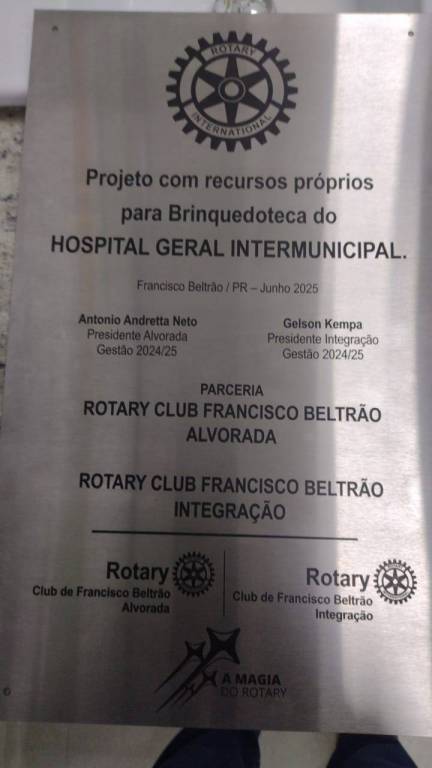 ROTARY
INTERNATIONAL
Projeto com recursos próprios
para Brinquedoteca do
HOSPITAL GERAL INTERMUNICIPAL.
Francisco Beltrão / PR – Junho 2025
Antonio Andretta Neto
Presidente Alvorada
Gestão 2024/25
Gelson Kempa
Presidente Integração
Gestão 2024/25
PARCERIA
ROTARY CLUB FRANCISCO BELTRÃO
ALVORADA
ROTARY CLUB FRANCISCO BELTRÃO
INTEGRAÇÃO
Rotary
Club de Francisco Beltrão
Alvorada
Rotary
Club de Francisco Beltrão
Integração
A MAGIA
DO ROTARY